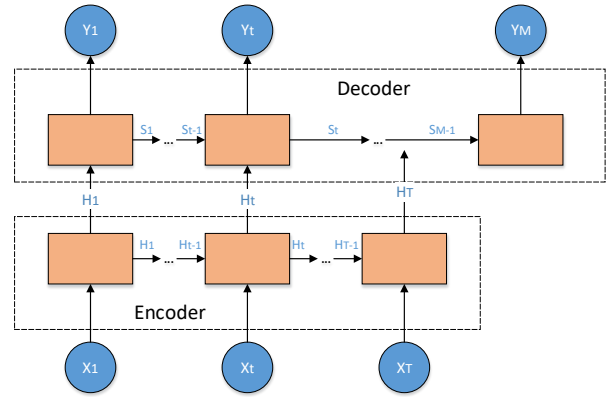 Y1 Yt YM
Decoder
S1 ... St-1 St ... SM-1
H1 Ht HT
H1 ... Ht-1 Ht ... HT-1
Encoder
X1 Xt XT